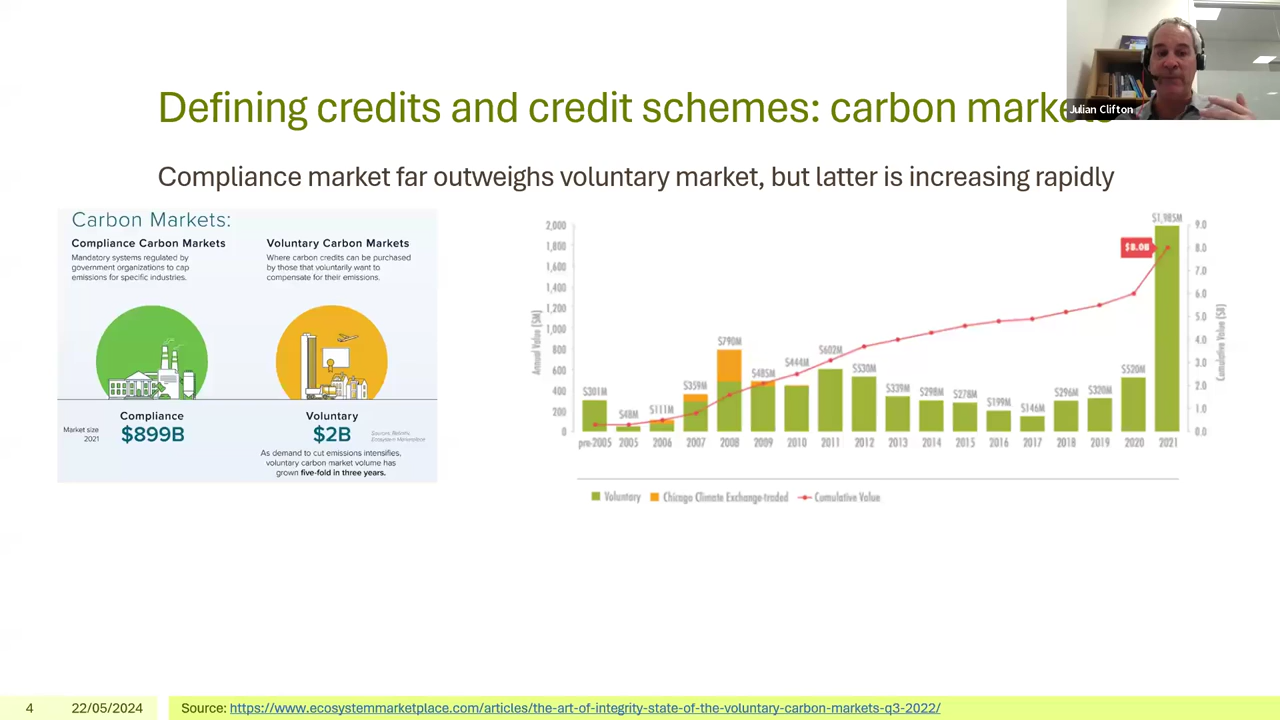 Defining credits and credit schemes: carbon markets
Julian Clifton
Compliance market far outweighs voluntary market, but latter is increasing rapidly
Carbon Markets:
Compliance Carbon Markets
Mandatory systems regulated by
government organizations to cap
emissions for specific industries.
Voluntary Carbon Markets
Where carbon credits can be purchased
by those that voluntarily want to
compensate for their emissions.
Market size
2021
Compliance
$899B
Voluntary
$2B
Sources: Refinitiv,
Ecosystem Marketplace
As demand to cut emissions intensifies,
voluntary carbon market volume has
grown five-fold in three years.
Annual Value ($M)
2,000
1,800
1,600
1,400
1,200
1,000
800
600
400
200
0
$301M
$48M
$111M
$359M
$790M
$485M
$444M
$602M
$530M
$339M
$298M
$278M
$199M
$146M
$296M
$320M
$520M
$1,985M
$8.0B
9.0
8.0
7.0
6.0
5.0
4.0
3.0
2.0
1.0
0.0
Cumulative Value ($B)
pre-2005 2005 2006 2007 2008 2009 2010 2011 2012 2013 2014 2015 2016 2017 2018 2019 2020 2021
Voluntary Chicago Climate Exchange-traded Cumulative Value
4 22/05/2024 Source: https://www.ecosystemmarketplace.com/articles/the-art-of-integrity-state-of-the-voluntary-carbon-markets-q3-2022/